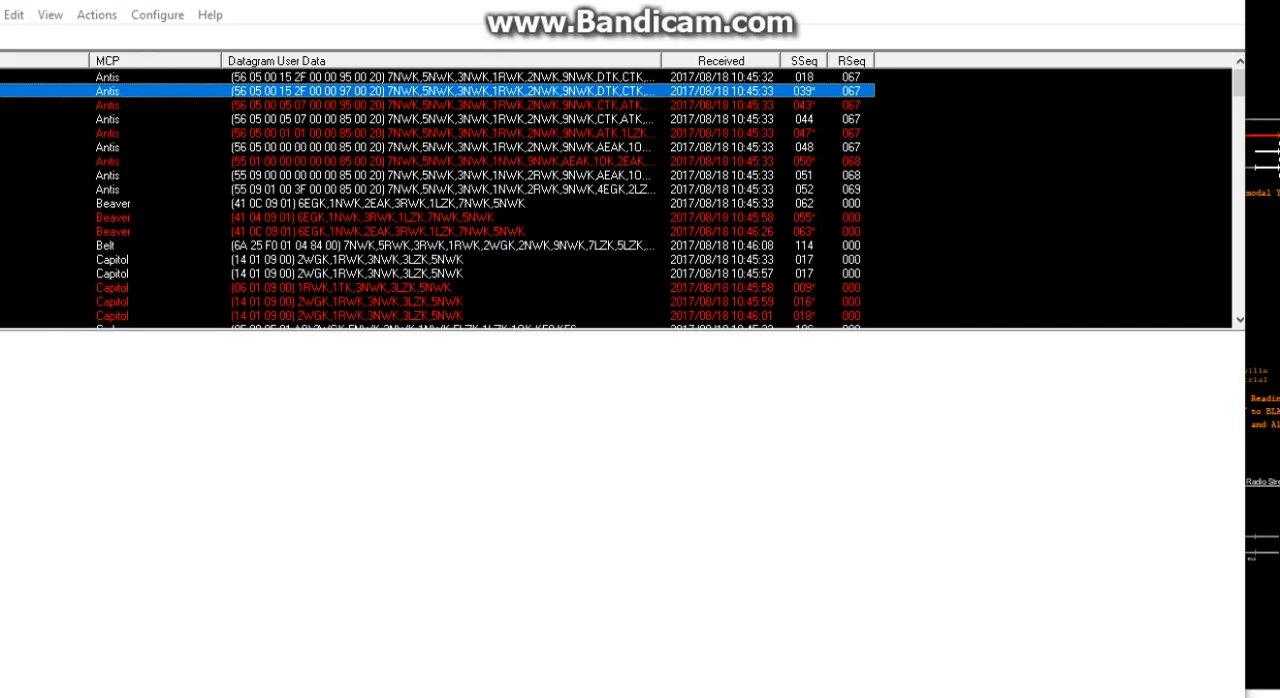 Edit View Actions Configure Help
www.Bandicam.com
MCP Datagram User Data Received SSeq RSeq
Antis (56 05 00 15 2F 00 00 95 00 20) 7NWK,5NWK,3NWK,1RWK,2NWK,9NWK,DTK,CTK,... 2017/08/18 10:45:32 018 067
Antis (56 05 00 15 2F 00 00 97 00 20) 7NWK,5NWK,3NWK,1RWK,2NWK,9NWK,DTK,CTK,... 2017/08/18 10:45:33 039* 067
Antis (56 05 00 05 07 00 00 95 00 20) 7NWK,5NWK,3NWK,1RWK,2NWK,9NWK,CTK,ATK,... 2017/08/18 10:45:33 043* 067
Antis (56 05 00 05 07 00 00 85 00 20) 7NWK,5NWK,3NWK,1RWK,2NWK,9NWK,CTK,ATK,... 2017/08/18 10:45:33 044 067
Antis (56 05 00 01 01 00 00 85 00 20) 7NWK,5NWK,3NWK,1RWK,2NWK,9NWK,ATK,1LZK... 2017/08/18 10:45:33 047* 067
Antis (56 05 00 00 00 00 00 85 00 20) 7NWK,5NWK,3NWK,1RWK,2NWK,9NWK,AEAK,1O... 2017/08/18 10:45:33 048 067
Antis (55 01 00 00 00 00 00 85 00 20) 7NWK,5NWK,3NWK,1NWK,9NWK,AEAK,1OK,2EAK,... 2017/08/18 10:45:33 050* 068
Antis (55 09 00 00 00 00 00 85 00 20) 7NWK,5NWK,3NWK,1NWK,2RWK,9NWK,AEAK,1O... 2017/08/18 10:45:33 051 068
Antis (55 09 01 00 3F 00 00 85 00 20) 7NWK,5NWK,3NWK,1NWK,2RWK,9NWK,4EGK,2LZ... 2017/08/18 10:45:33 052 069
Beaver (41 0C 09 01) 6EGK,1NWK,2EAK,3RWK,1LZK,7NWK,5NWK 2017/08/18 10:45:33 062 000
Beaver (41 04 09 01) 6EGK,1NWK,3RWK,1LZK,7NWK,5NWK 2017/08/18 10:45:58 055* 000
Beaver (41 0C 09 01) 6EGK,1NWK,2EAK,3RWK,1LZK,7NWK,5NWK 2017/08/18 10:46:26 063* 000
Belt (6A 25 F0 01 04 84 00) 7NWK,5RWK,3RWK,1RWK,2WGK,2NWK,9NWK,7LZK,5LZK,... 2017/08/18 10:46:08 114 000
Capitol (14 01 09 00) 2WGK,1RWK,3NWK,3LZK,5NWK 2017/08/18 10:45:33 017 000
Capitol (14 01 09 00) 2WGK,1RWK,3NWK,3LZK,5NWK 2017/08/18 10:45:57 017 000
Capitol (06 01 09 00) 1RWK,1TK,3NWK,3LZK,5NWK 2017/08/18 10:45:58 009* 000
Capitol (14 01 09 00) 2WGK,1RWK,3NWK,3LZK,5NWK 2017/08/18 10:45:59 016* 000
Capitol (14 01 09 00) 2WGK,1RWK,3NWK,3LZK,5NWK 2017/08/18 10:46:01 018* 000
modal Y
ville
trial
Readin
to BLA
and Al
Radio Stre